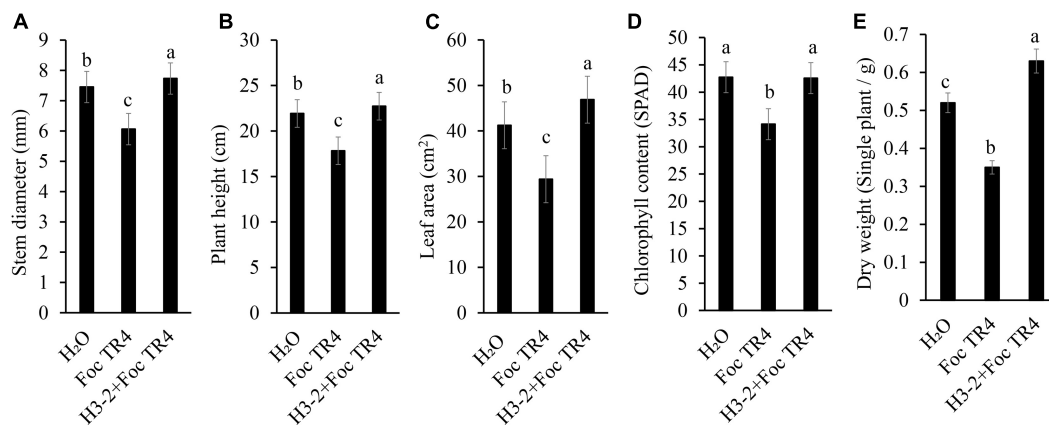 A
Stem diameter (mm)
9
8
7
6
5
4
3
2
1
0
b
c
a
H₂O
Foc TR4
H3-2+Foc TR4
B
Plant height (cm)
30
25
20
15
10
5
0
b
c
a
H₂O
Foc TR4
H3-2+Foc TR4
C
Leaf area (cm²)
60
50
40
30
20
10
0
b
c
a
H₂O
Foc TR4
H3-2+Foc TR4
D
Chlorophyll content (SPAD)
50
45
40
35
30
25
20
15
10
5
0
a
b
a
H₂O
Foc TR4
H3-2+Foc TR4
E
Dry weight (Single plant / g)
0.7
0.6
0.5
0.4
0.3
0.2
0.1
0
c
b
a
H₂O
Foc TR4
H3-2+Foc TR4